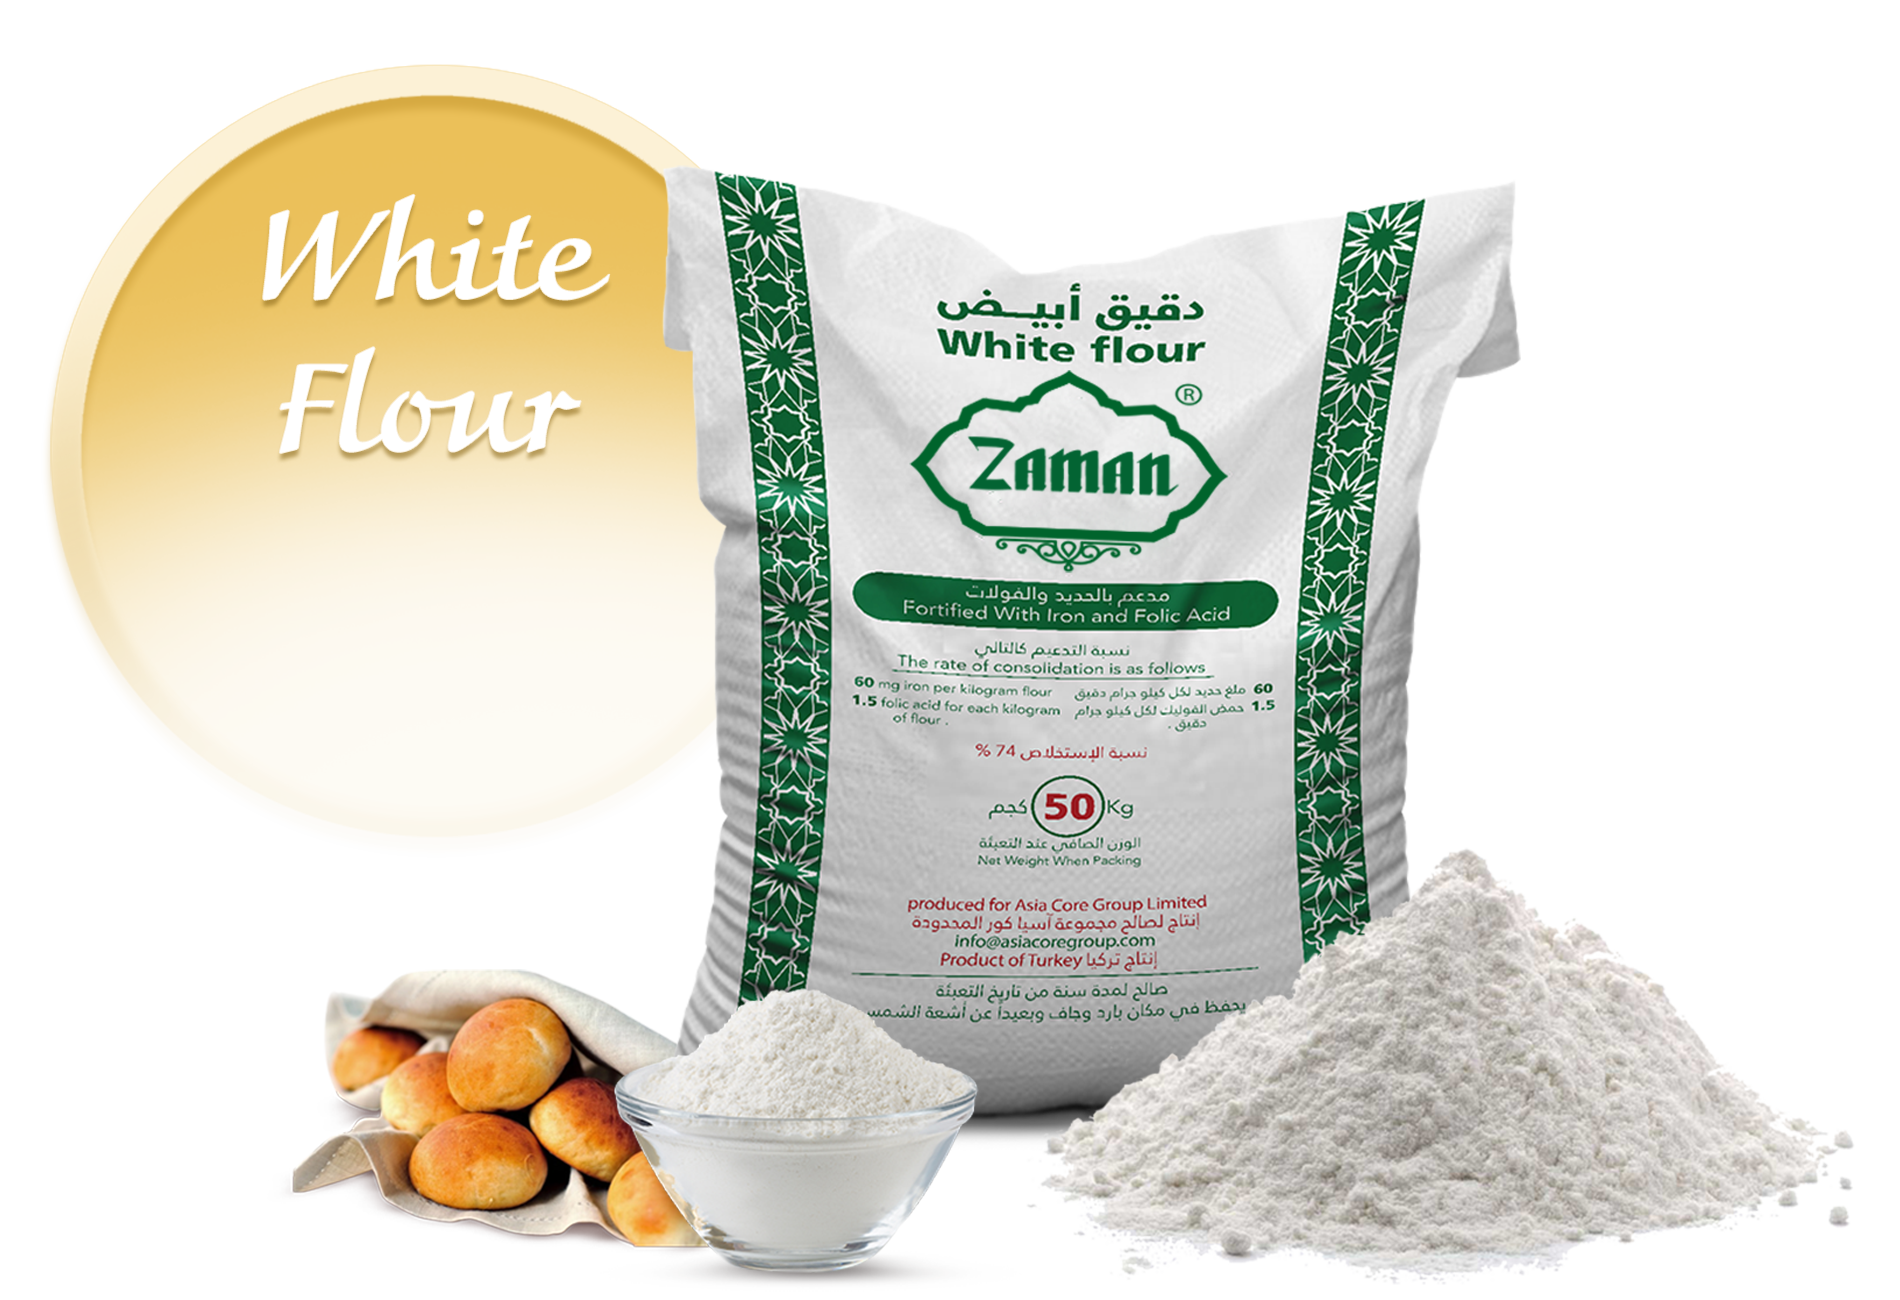 White
Flour
دقيق أبيــض
White flour
®
Zaman
مدعم بالحديد والفولات
Fortified With Iron and Folic Acid
نسبة التدعيم كالتالي
The rate of consolidation is as follows
60 mg iron per kilogram flour
1.5 folic acid for each kilogram
of flour .
60 ملغ حديد لكل كيلو جرام دقيق
1.5 حمض الفوليك لكل كيلو جرام
دقيق .
نسبة الإستخلاص 74 %
كجم 50 Kg
الوزن الصافي عند التعبئة
Net Weight When Packing
produced for Asia Core Group Limited
إنتاج لصالح مجموعة آسيا كور المحدودة
info@asiacoregroup.com
Product of Turkey إنتاج تركيا
صالح لمدة سنة من تاريخ التعبئة
يحفظ في مكان بارد وجاف وبعيداً عن أشعة الشمس